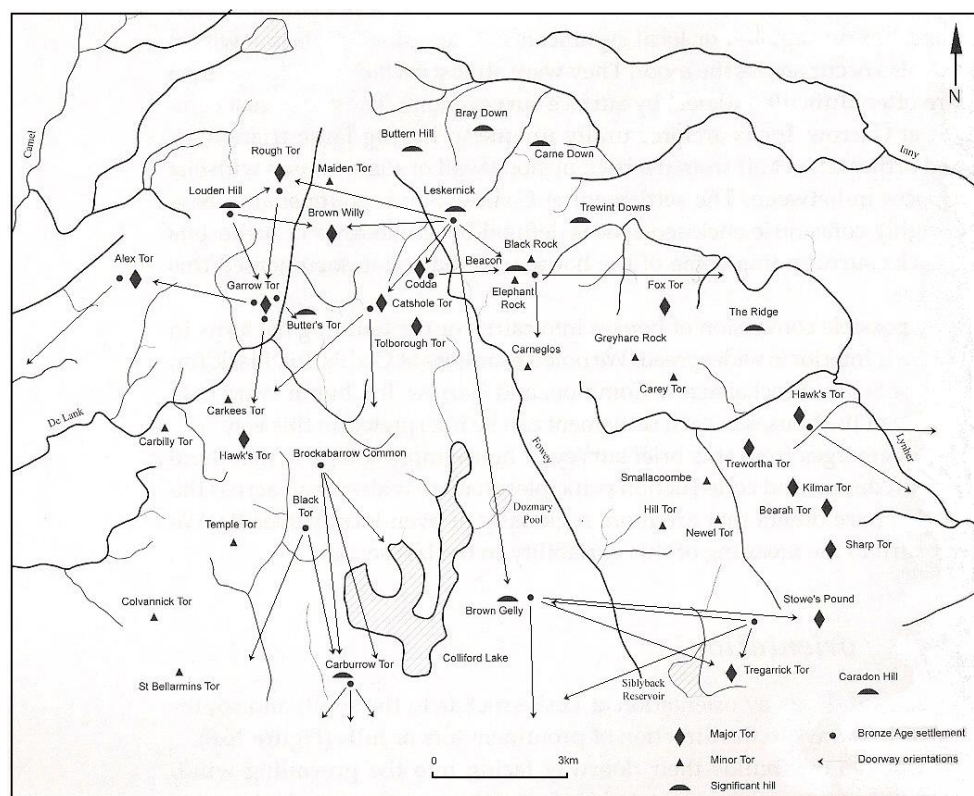 Bray Down
Buttern Hill
Carne Down
Inny
N
Camel
Rough Tor
Maiden Tor
Louden Hill
Leskernick
Trewint Downs
Brown Willy
Black Rock
Beacon
Alex Tor
Codda
Elephant Rock
Fox Tor
Garrow Tor
Catshole Tor
The Ridge
Butter's Tor
Tolborough Tor
Greyhare Rock
Carneglos
Carey Tor
Hawk's Tor
De Lank
Carkees Tor
Carbilly Tor
Hawk's Tor
Fowey
Lynher
Brockabarrow Common
Trewortha Tor
Smallacoombe
Kilmar Tor
Black Tor
Dozmary Pool
Hill Tor
Bearah Tor
Temple Tor
Newel Tor
Sharp Tor
Colvannick Tor
Brown Gelly
Stowe's Pound
Colliford Lake
St Bellarmins Tor
Carburrow Tor
Siblyback Reservoir
Tregarrick Tor
Caradon Hill
Major Tor
Bronze Age settlement
Minor Tor
Doorway orientations
Significant hill
0 3km